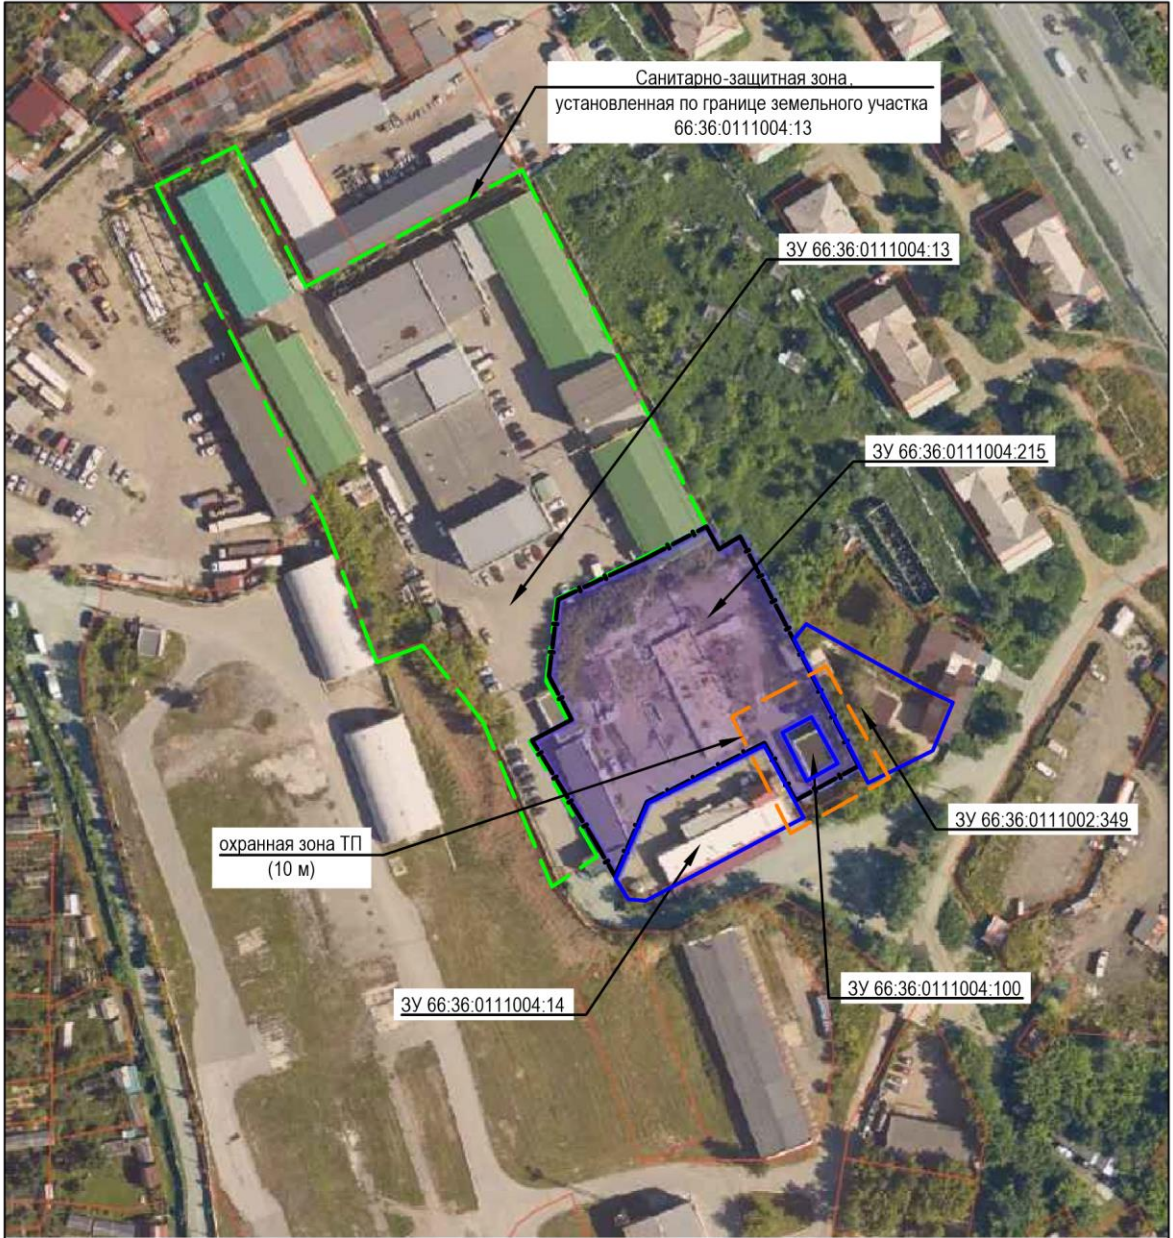 Санитарно-защитная зона,
установленная по границе земельного участка
66:36:0111004:13
ЗУ 66:36:0111004:13
ЗУ 66:36:0111004:215
ЗУ 66:36:0111002:349
охранная зона ТП
(10 м)
ЗУ 66:36:0111004:100
ЗУ 66:36:0111004:14